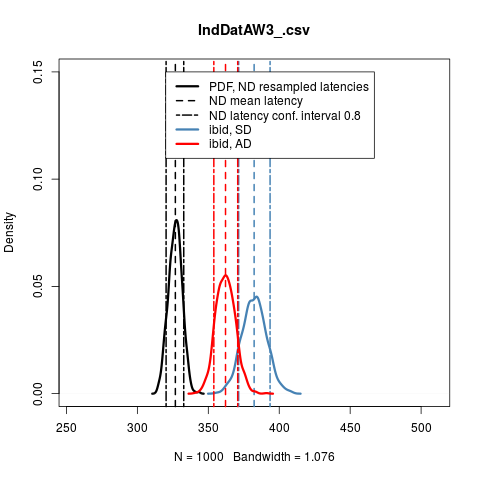 IndDatAW3_.csv
PDF, ND resampled latencies
ND mean latency
ND latency conf. interval 0.8
ibid, SD
ibid, AD
Density
0.15
0.10
0.05
0.00
250 300 350 400 450 500
N = 1000 Bandwidth = 1.076